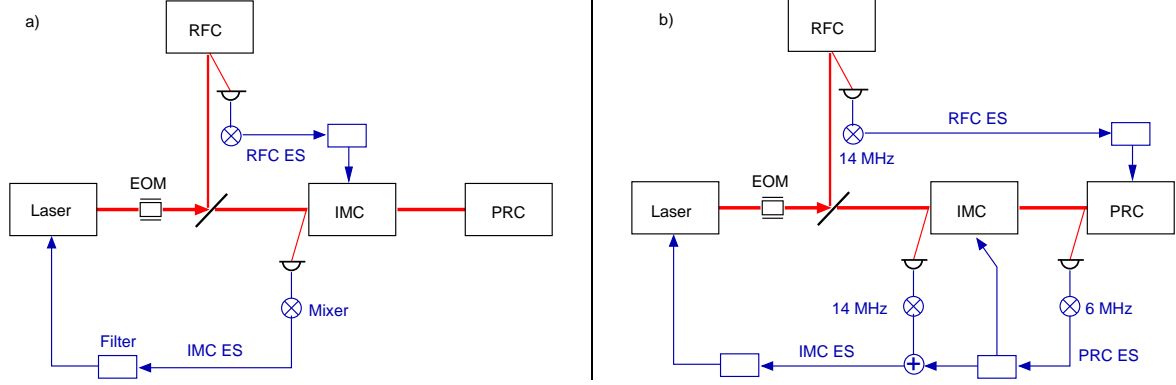 a)
RFC
RFC ES
EOM
Laser
IMC
PRC
Mixer
Filter
IMC ES
b)
RFC
RFC ES
14 MHz
EOM
Laser
IMC
PRC
14 MHz
6 MHz
IMC ES
PRC ES